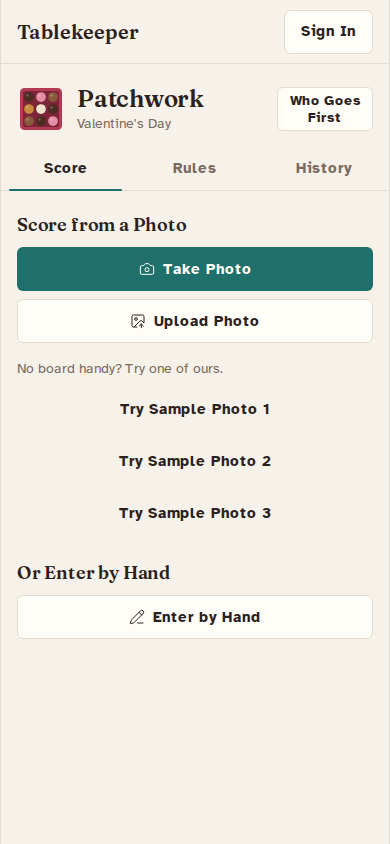 Tablekeeper
Sign In
Patchwork
Valentine's Day
Who Goes
First
Score
Rules
History
Score from a Photo
Take Photo
Upload Photo
No board handy? Try one of ours.
Try Sample Photo 1
Try Sample Photo 2
Try Sample Photo 3
Or Enter by Hand
Enter by Hand